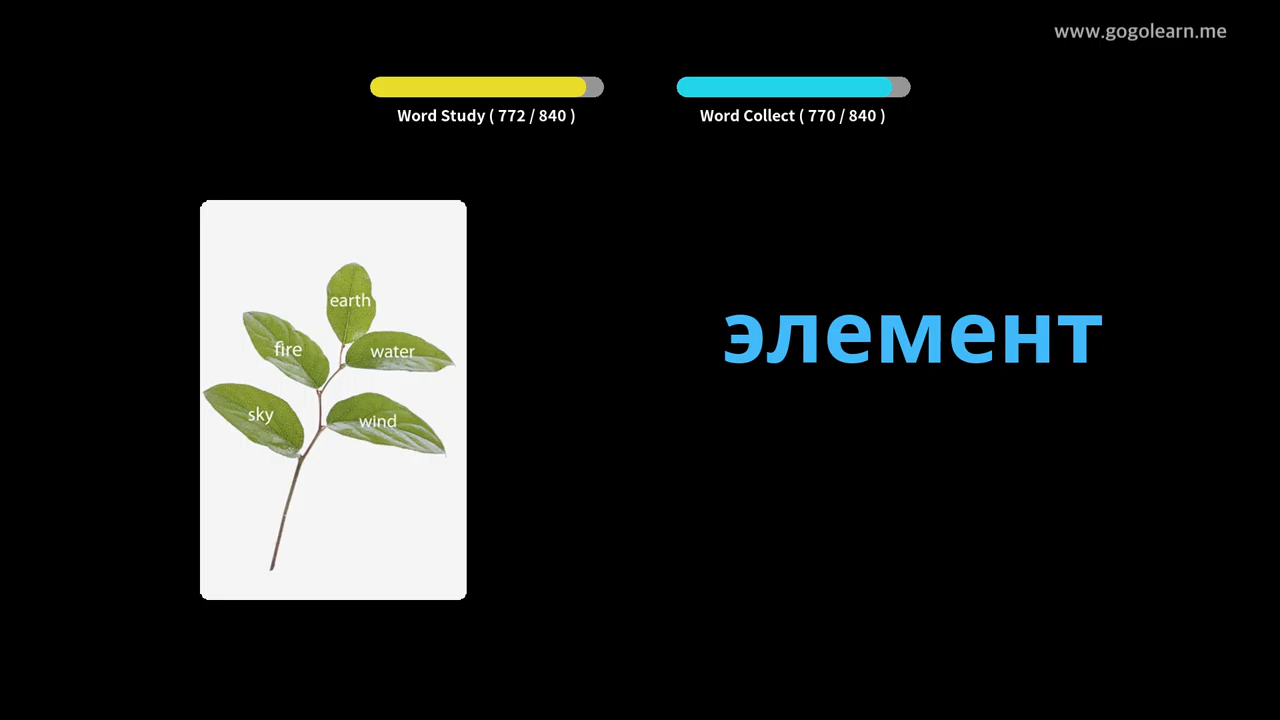 www.gogolearn.me
Word Study ( 772 / 840 )
Word Collect ( 770 / 840 )
earth
fire
water
sky
wind
элемент